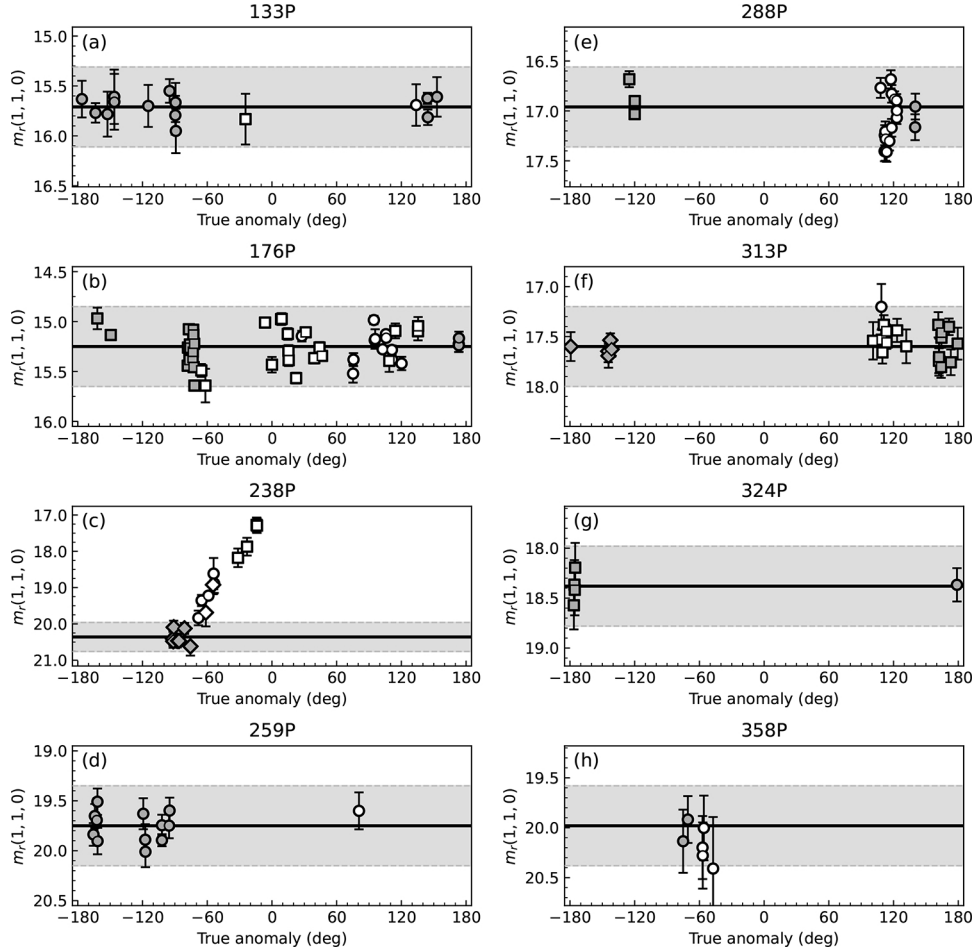 133P
(a)
15.0
15.5
16.0
16.5
mᵣ(1, 1, 0)
−180 −120 −60 0 60 120 180
True anomaly (deg)
288P
(e)
16.5
17.0
17.5
mᵣ(1, 1, 0)
−180 −120 −60 0 60 120 180
True anomaly (deg)
176P
(b)
14.5
15.0
15.5
16.0
mᵣ(1, 1, 0)
−180 −120 −60 0 60 120 180
True anomaly (deg)
313P
(f)
17.0
17.5
18.0
mᵣ(1, 1, 0)
−180 −120 −60 0 60 120 180
True anomaly (deg)
238P
(c)
17.0
18.0
19.0
20.0
21.0
mᵣ(1, 1, 0)
−180 −120 −60 0 60 120 180
True anomaly (deg)
324P
(g)
18.0
18.5
19.0
mᵣ(1, 1, 0)
−180 −120 −60 0 60 120 180
True anomaly (deg)
259P
(d)
19.0
19.5
20.0
20.5
mᵣ(1, 1, 0)
−180 −120 −60 0 60 120 180
True anomaly (deg)
358P
(h)
19.5
20.0
20.5
mᵣ(1, 1, 0)
−180 −120 −60 0 60 120 180
True anomaly (deg)